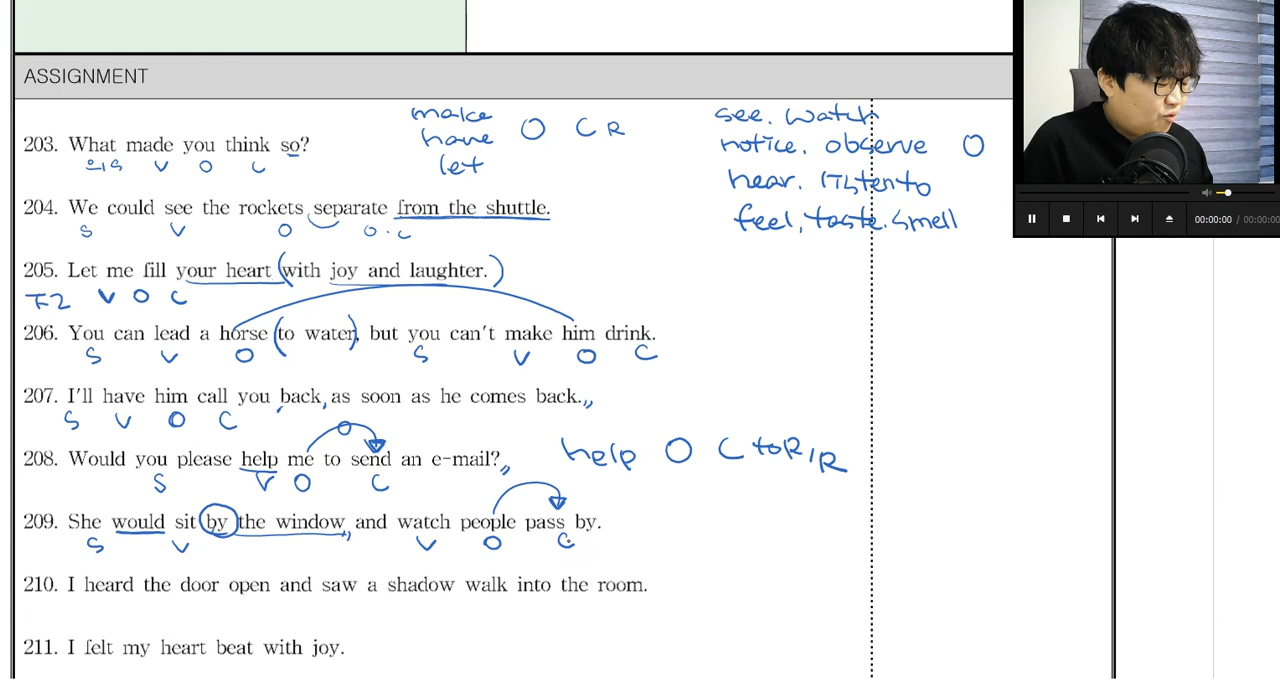 ASSIGNMENT
make
have O C R
let
see. watch
notice. observe O
hear. listen to
feel, taste. smell
203. What made you think so?
의S V O C
204. We could see the rockets separate from the shuttle.
S V O O.C
205. Let me fill your heart (with joy and laughter.)
V O C
206. You can lead a horse (to water), but you can't make him drink.
S V O S V O C
207. I'll have him call you back, as soon as he comes back.
S V O C
208. Would you please help me to send an e-mail?
S V O C
help O C toR/R
209. She would sit by the window, and watch people pass by.
S V V O C
210. I heard the door open and saw a shadow walk into the room.
211. I felt my heart beat with joy.
00:00:00 / 00:00:00